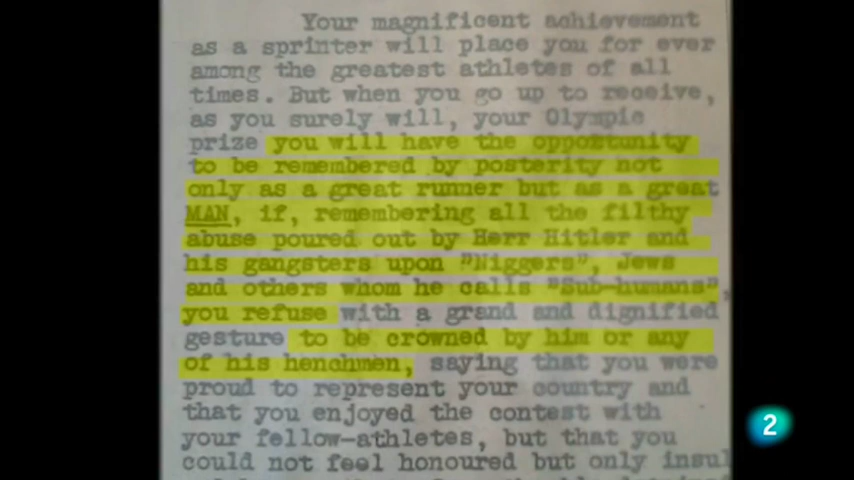 Your magnificent achievement
as a sprinter will place you for ever
among the greatest athletes of all
times. But when you go up to receive,
as you surely will, your Olympic
prize you will have the opportunity
to be remembered by posterity not
only as a great runner but as a great
MAN, if, remembering all the filthy
abuse poured out by Herr Hitler and
his gangsters upon "Niggers", Jews
and others whom he calls "Sub-humans",
you refuse with a grand and dignified
gesture to be crowned by him or any
of his henchmen, saying that you were
proud to represent your country and
that you enjoyed the contest with
your fellow-athletes, but that you
could not feel honoured but only insul
2